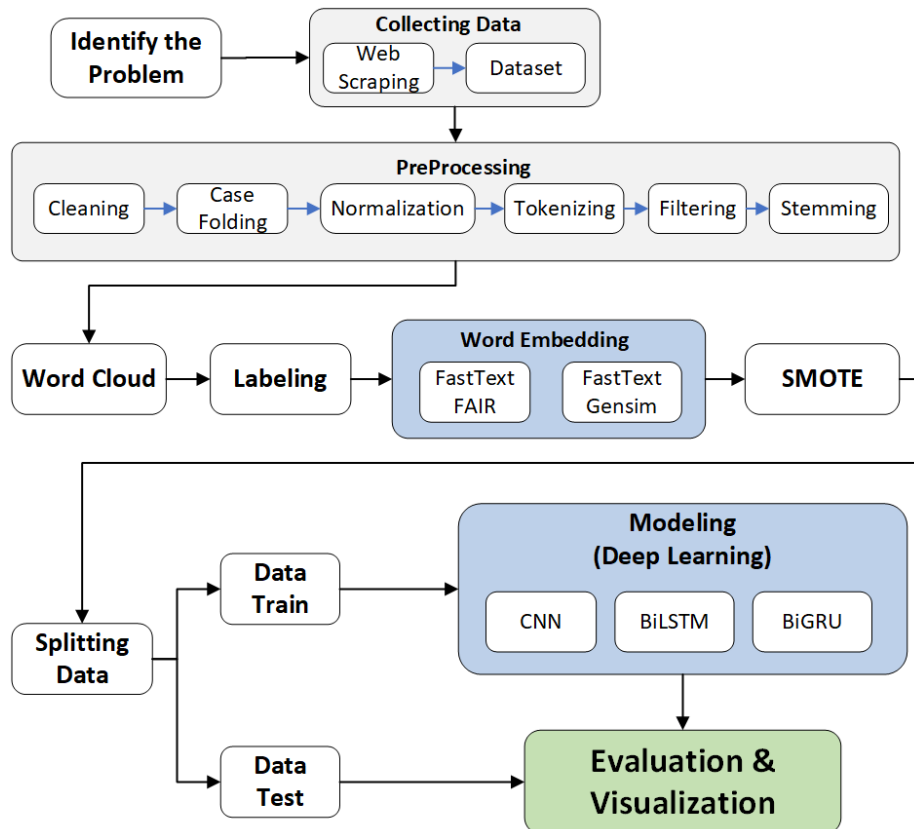 Identify the
Problem
Collecting Data
Web
Scraping
Dataset
PreProcessing
Cleaning
Case
Folding
Normalization
Tokenizing
Filtering
Stemming
Word Cloud
Labeling
Word Embedding
FastText
FAIR
FastText
Gensim
SMOTE
Splitting
Data
Data
Train
Modeling
(Deep Learning)
CNN
BiLSTM
BiGRU
Data
Test
Evaluation &
Visualization